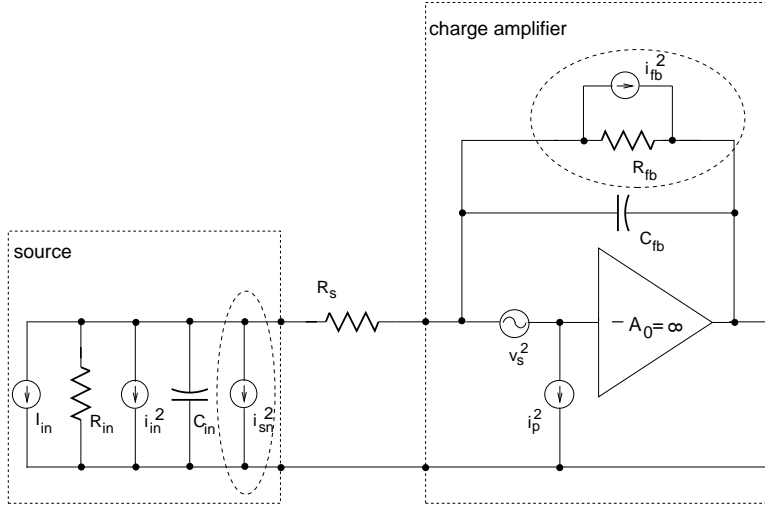 charge amplifier
i_fb^2
R_fb
C_fb
source
R_s
− A_0=∞
v_s^2
I_in
R_in
i_in^2
C_in
i_sn^2
i_p^2